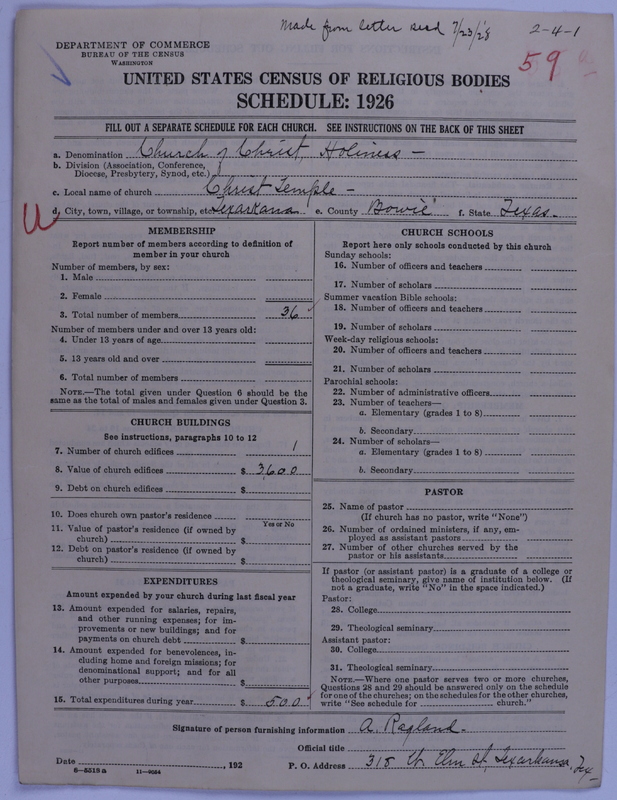 Made from letter recd 7/23/28
2-4-1
59
DEPARTMENT OF COMMERCE
BUREAU OF THE CENSUS
WASHINGTON
UNITED STATES CENSUS OF RELIGIOUS BODIES
SCHEDULE: 1926
FILL OUT A SEPARATE SCHEDULE FOR EACH CHURCH. SEE INSTRUCTIONS ON THE BACK OF THIS SHEET
a. Denomination Church of Christ Holiness -
b. Division (Association, Conference, Diocese, Presbytery, Synod, etc.)
c. Local name of church Christ Temple -
d. City, town, village, or township, etc. Texarkana e. County Bowie f. State Texas.
MEMBERSHIP
Report number of members according to definition of member in your church
Number of members, by sex:
1. Male
2. Female
3. Total number of members 36
Number of members under and over 13 years old:
4. Under 13 years of age
5. 13 years old and over
6. Total number of members
NOTE.—The total given under Question 6 should be the same as the total of males and females given under Question 3.
CHURCH BUILDINGS
See instructions, paragraphs 10 to 12
7. Number of church edifices 1
8. Value of church edifices $3600
9. Debt on church edifices $
10. Does church own pastor's residence
Yes or No
11. Value of pastor's residence (if owned by church) $
12. Debt on pastor's residence (if owned by church) $
EXPENDITURES
Amount expended by your church during last fiscal year
13. Amount expended for salaries, repairs, and other running expenses; for improvements or new buildings; and for payments on church debt $
14. Amount expended for benevolences, including home and foreign missions; for denominational support; and for all other purposes $
15. Total expenditures during year $ 500
CHURCH SCHOOLS
Report here only schools conducted by this church
Sunday schools:
16. Number of officers and teachers
17. Number of scholars
Summer vacation Bible schools:
18. Number of officers and teachers
19. Number of scholars
Week-day religious schools:
20. Number of officers and teachers
21. Number of scholars
Parochial schools:
22. Number of administrative officers
23. Number of teachers—
a. Elementary (grades 1 to 8)
b. Secondary
24. Number of scholars—
a. Elementary (grades 1 to 8)
b. Secondary
PASTOR
25. Name of pastor
(If church has no pastor, write "None")
26. Number of ordained ministers, if any, employed as assistant pastors
27. Number of other churches served by the pastor or his assistants
If pastor (or assistant pastor) is a graduate of a college or theological seminary, give name of institution below. (If not a graduate, write "No" in the space indicated.)
Pastor:
28. College
29. Theological seminary
Assistant pastor:
30. College
31. Theological seminary
NOTE.—Where one pastor serves two or more churches, Questions 28 and 29 should be answered only on the schedule for one of the churches; on the schedules for the other churches, write "See schedule for church."
Signature of person furnishing information A. Ragland.
Official title
Date , 192 P. O. Address 318 W. Elm St, Texarkana, Tex
8-5518a 11-9024